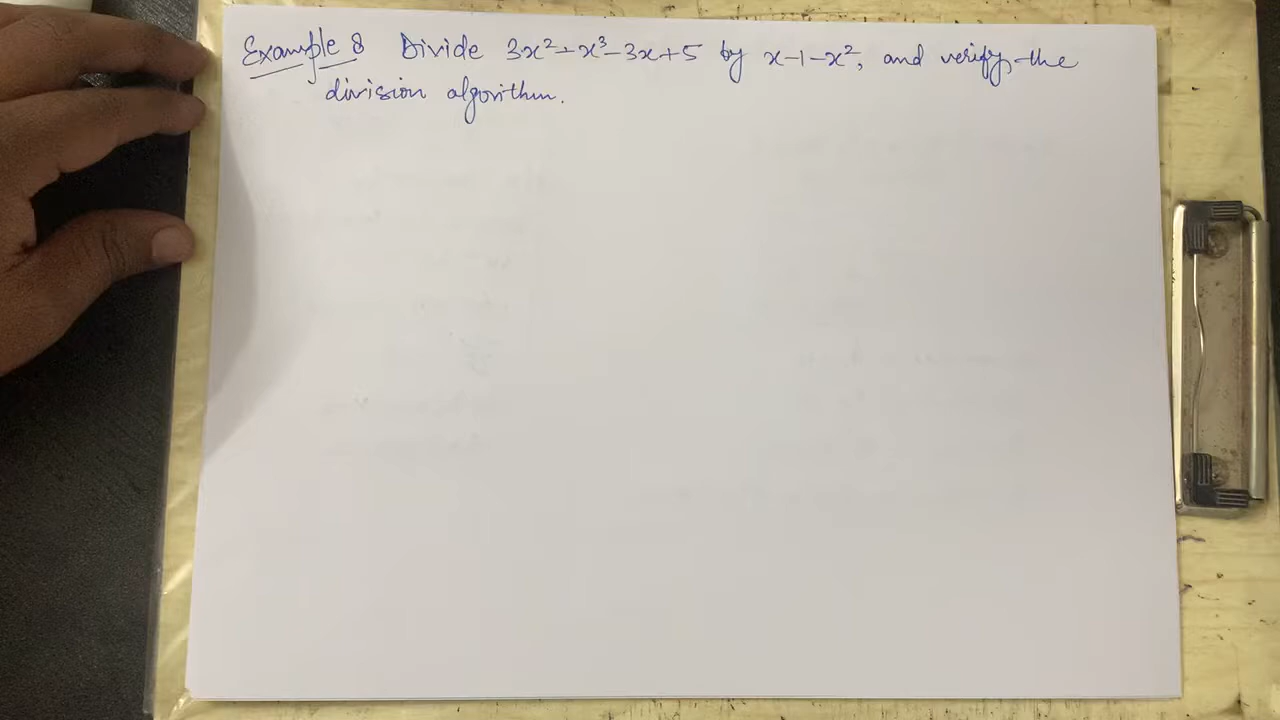 Example 8 Divide 3x² - x³ - 3x + 5 by x - 1 - x², and verify the
division algorithm.